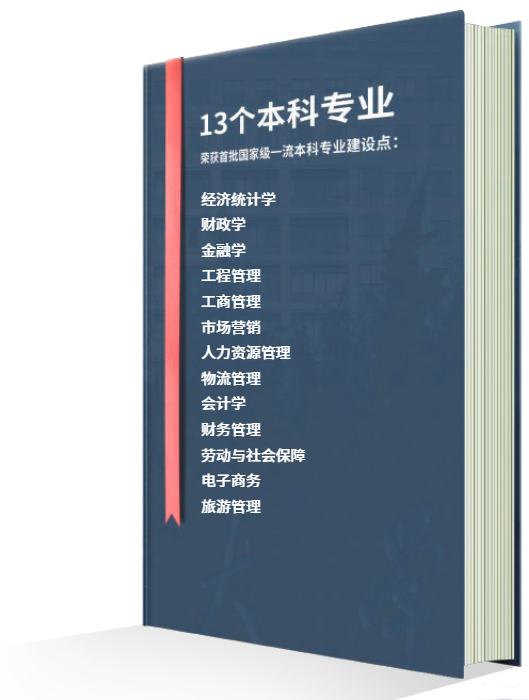 13个本科专业
荣获首批国家级一流本科专业建设点：
经济统计学
财政学
金融学
工程管理
工商管理
市场营销
人力资源管理
物流管理
会计学
财务管理
劳动与社会保障
电子商务
旅游管理